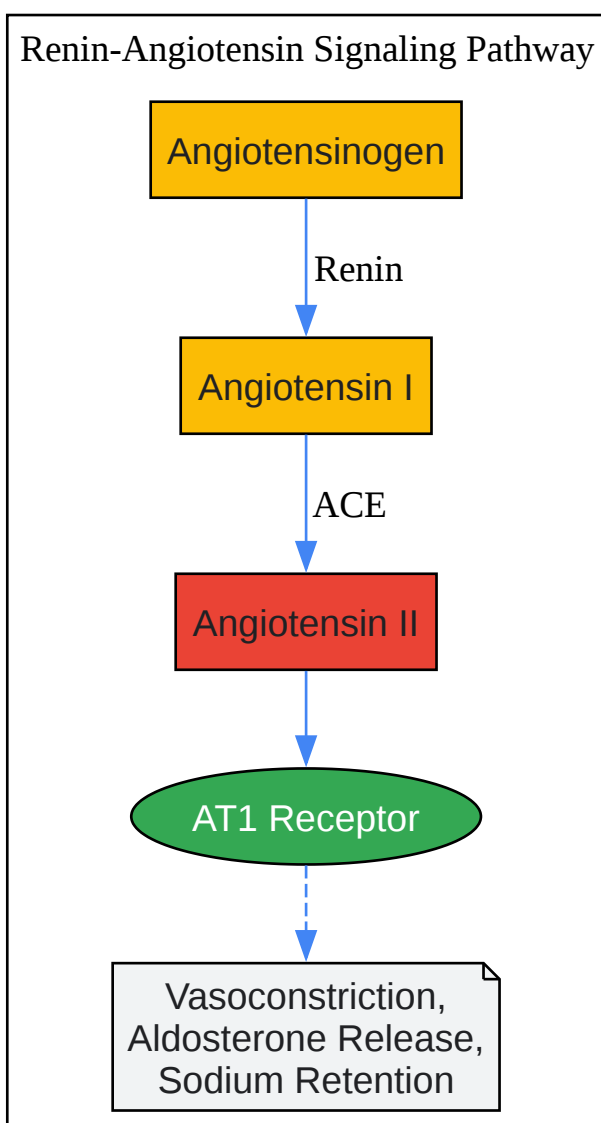 Renin-Angiotensin Signaling Pathway
Angiotensinogen
Renin
Angiotensin I
ACE
Angiotensin II
AT1 Receptor
Vasoconstriction,
Aldosterone Release,
Sodium Retention